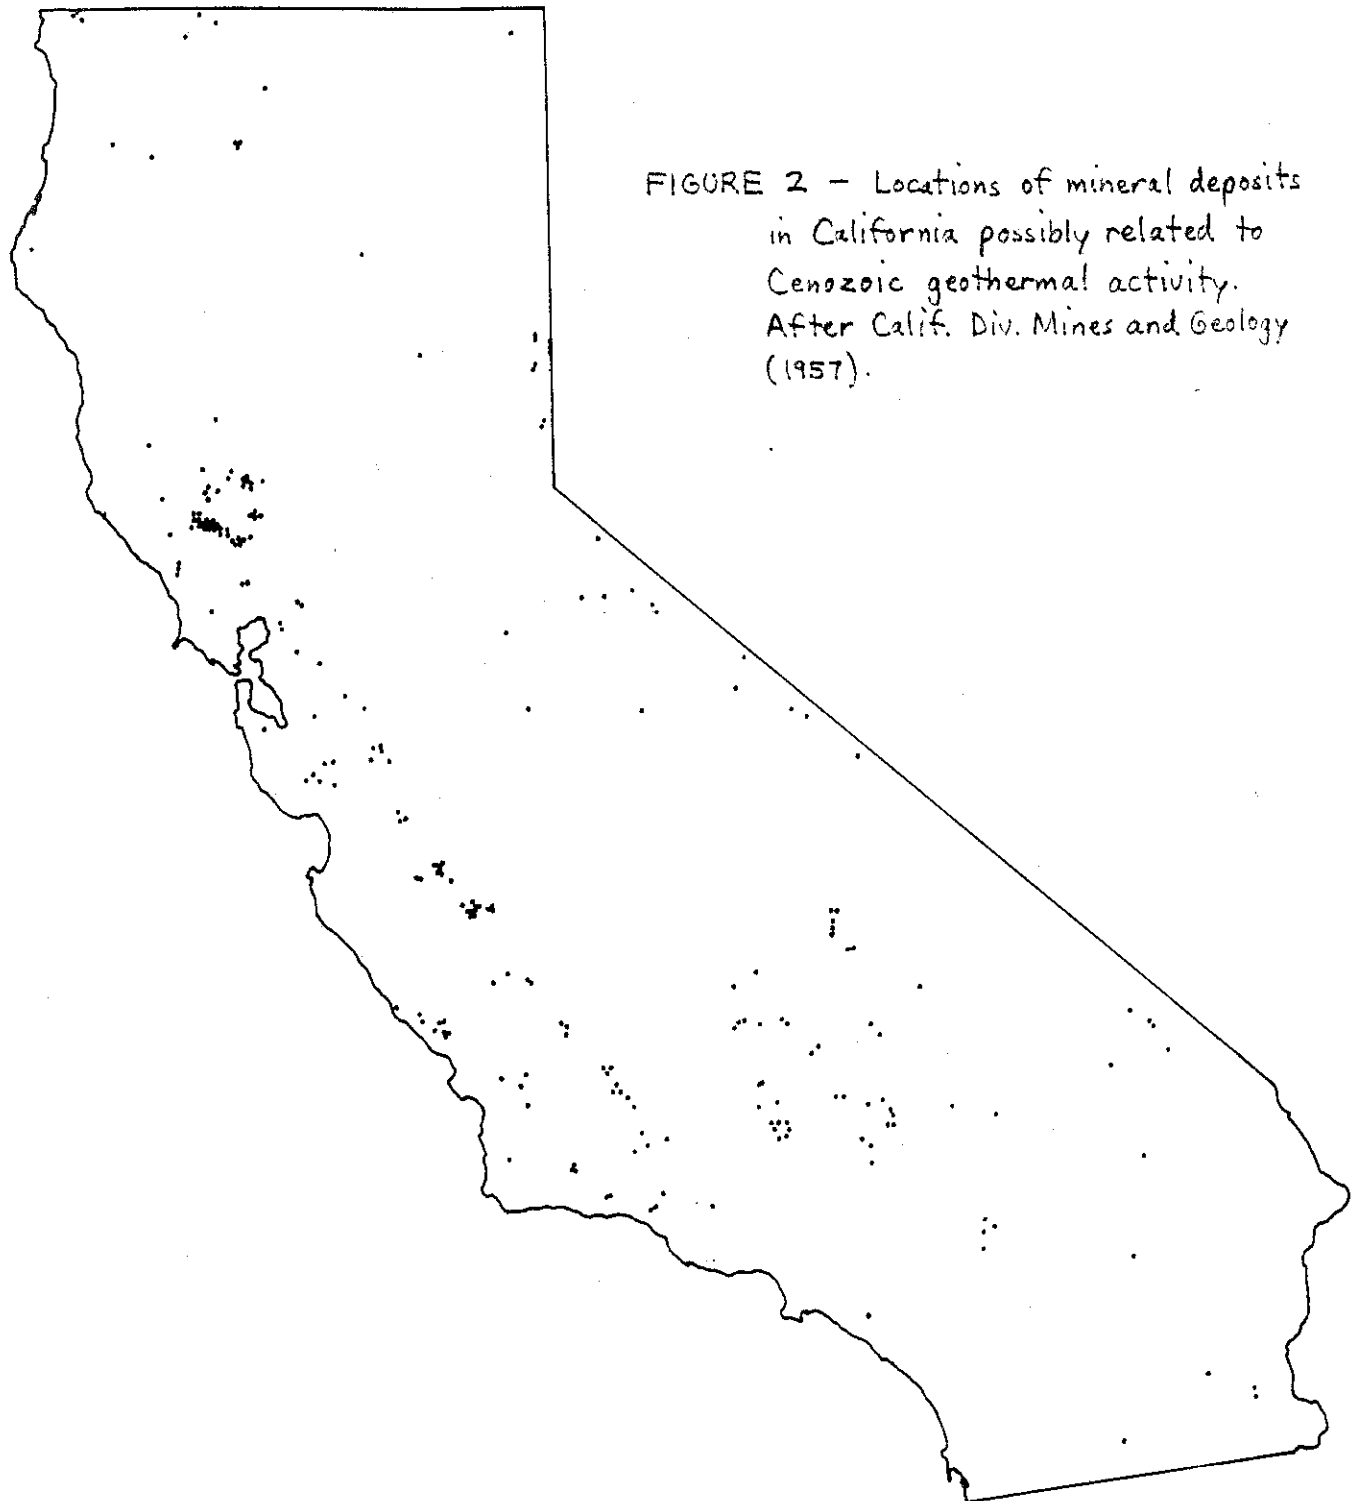 FIGURE 2 — Locations of mineral deposits
in California possibly related to
Cenozoic geothermal activity.
After Calif. Div. Mines and Geology
(1957).